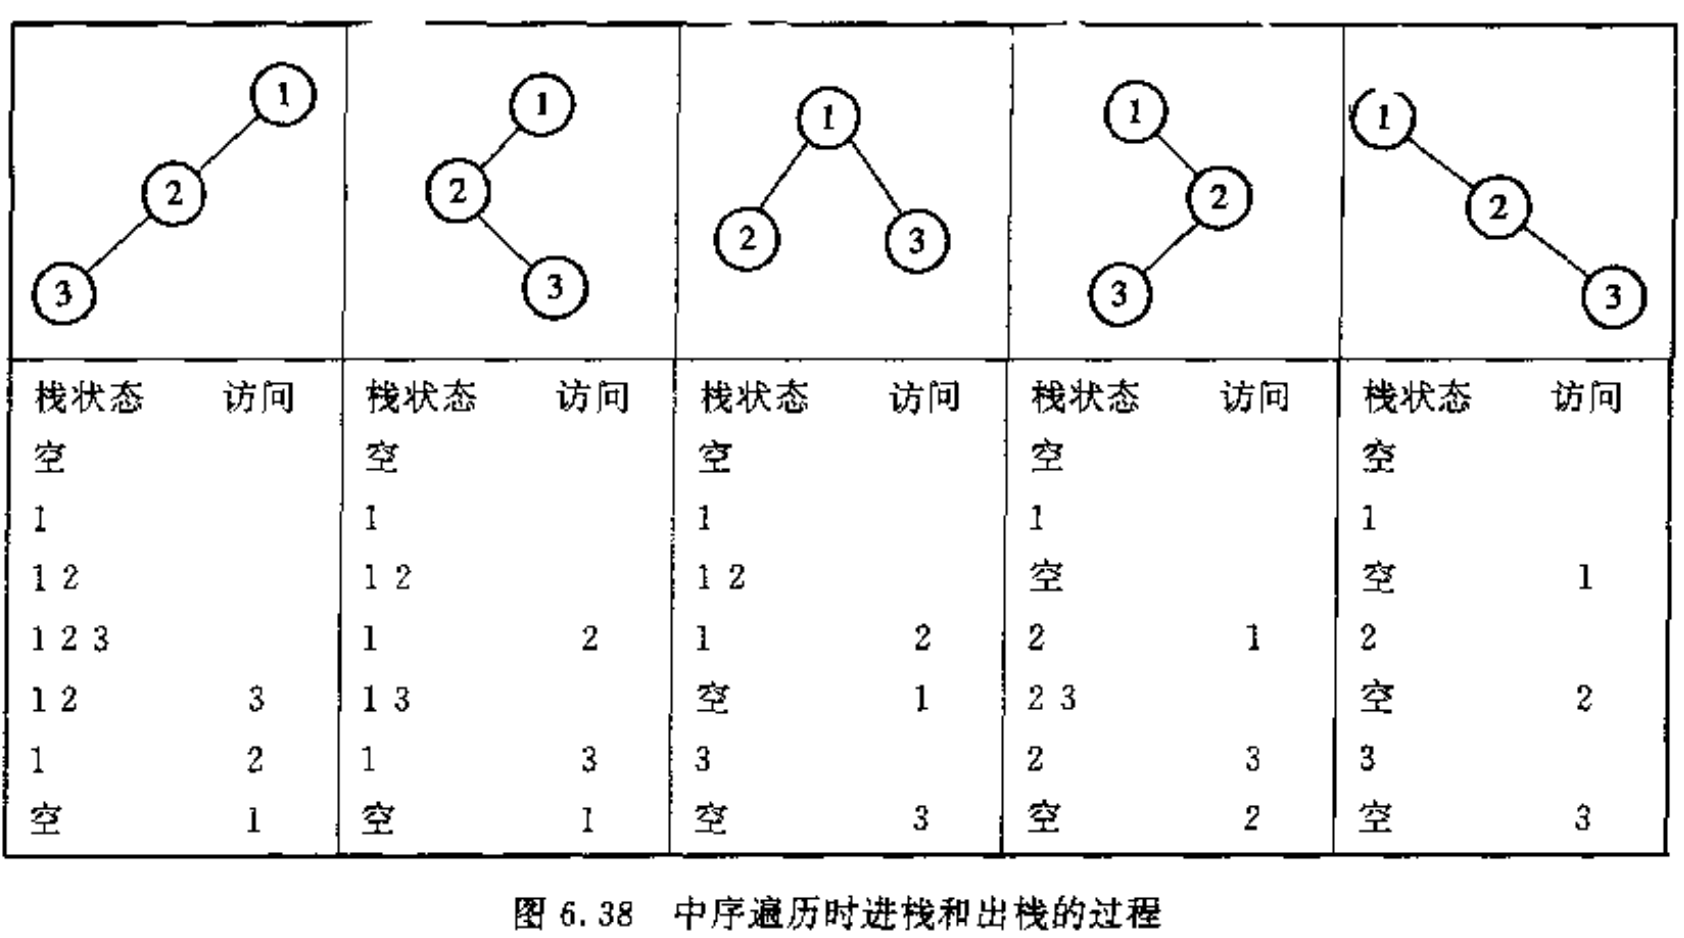 1 1 1 1 1
2 2 2 3 2 2
3 3 3 3
栈状态 访问 栈状态 访问 栈状态 访问 栈状态 访问 栈状态 访问
空 空 空 空 空
1 1 1 1 1
1 2 1 2 1 2 空 空 1
1 2 3 1 2 1 2 2 1 2
1 2 3 1 3 空 1 2 3 空 2
1 2 1 3 3 2 3 3
空 1 空 1 空 3 空 2 空 3
图 6.38 中序遍历时进栈和出栈的过程